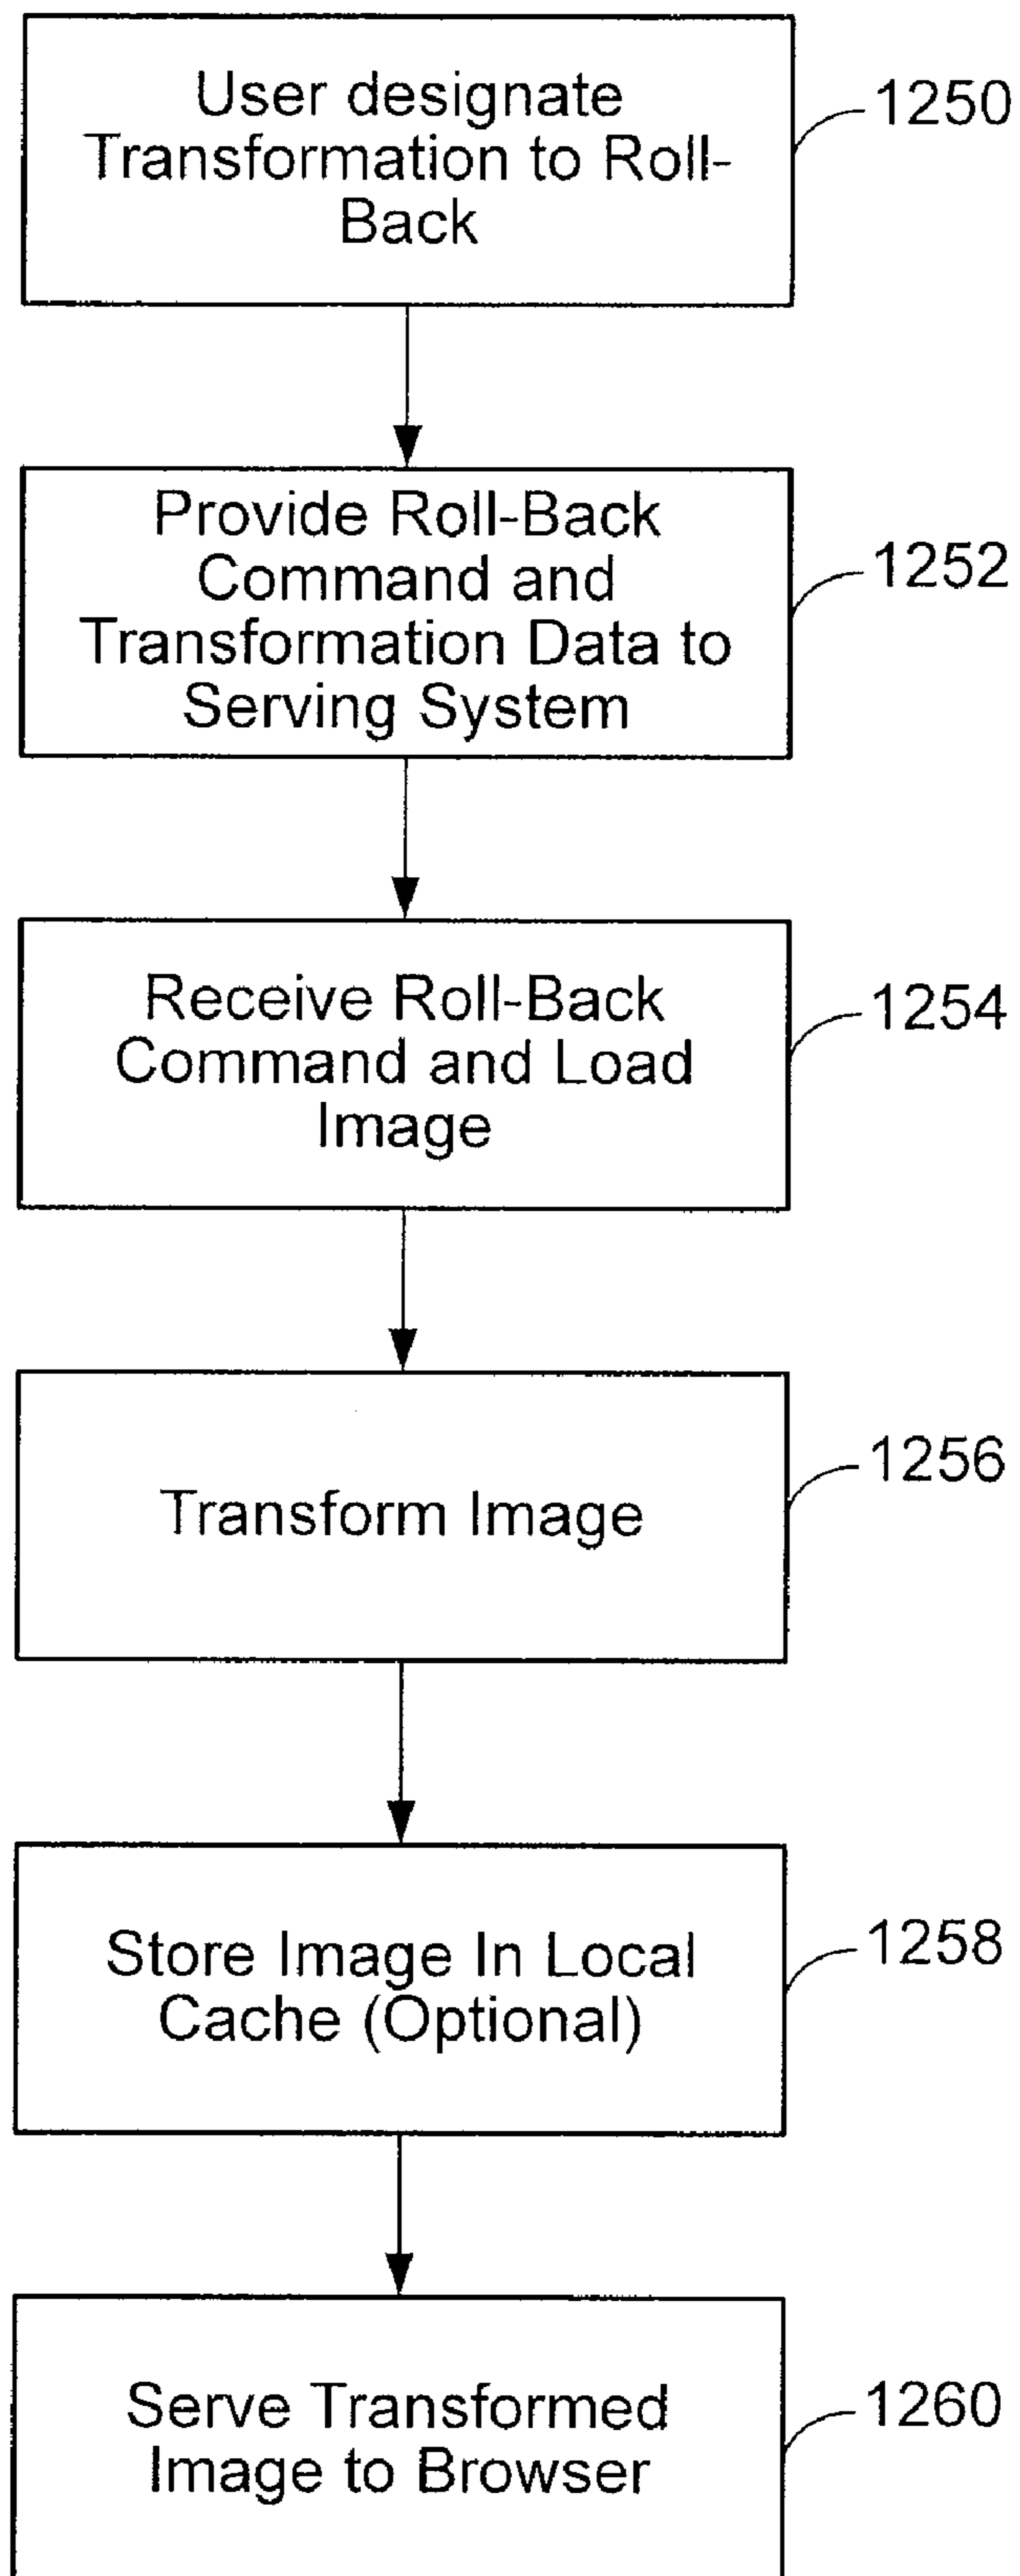 User designate
Transformation to Roll-
Back
1250
Provide Roll-Back
Command and
Transformation Data to
Serving System
1252
Receive Roll-Back
Command and Load
Image
1254
Transform Image
1256
Store Image In Local
Cache (Optional)
1258
Serve Transformed
Image to Browser
1260